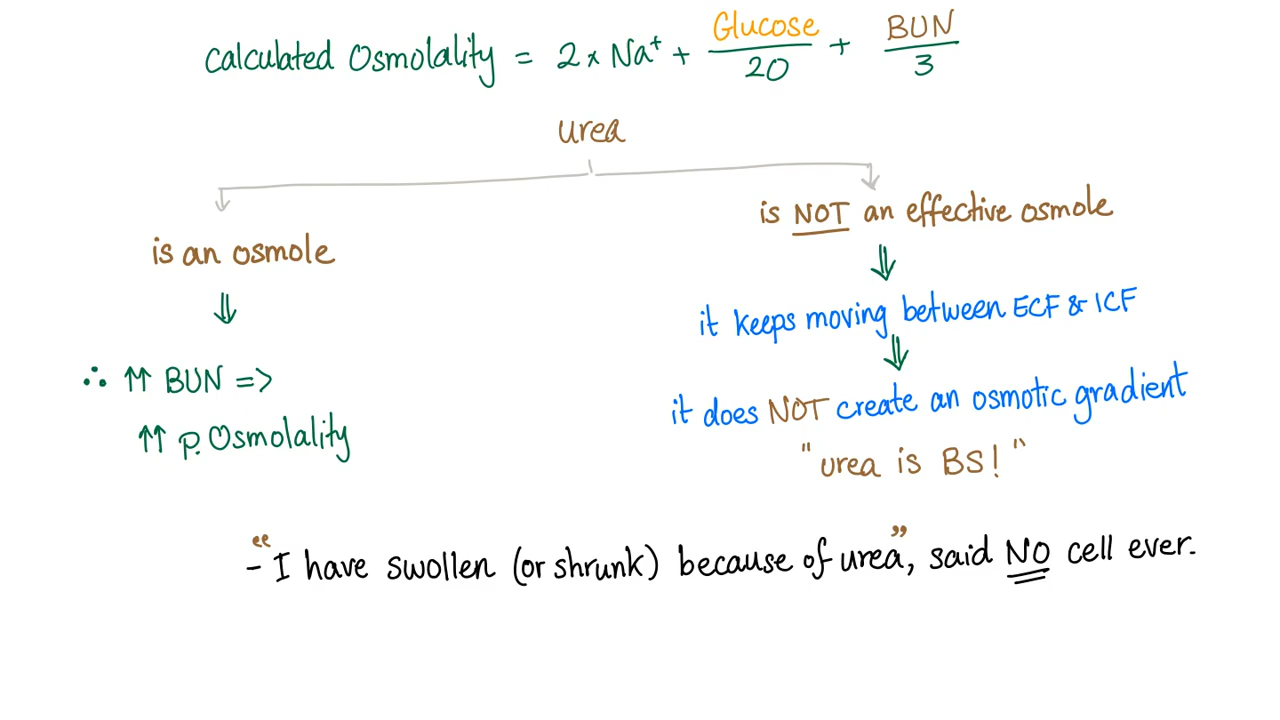 Calculated Osmolality = 2 x Na⁺ + Glucose/20 + BUN/3
urea
is an osmole
⇓
∴ ↑↑ BUN =>
↑↑ p. Osmolality
is NOT an effective osmole
⇓
it keeps moving between ECF & ICF
⇓
it does NOT create an osmotic gradient
"urea is BS!"
“- I have swollen (or shrunk) because of urea”, said NO cell ever.